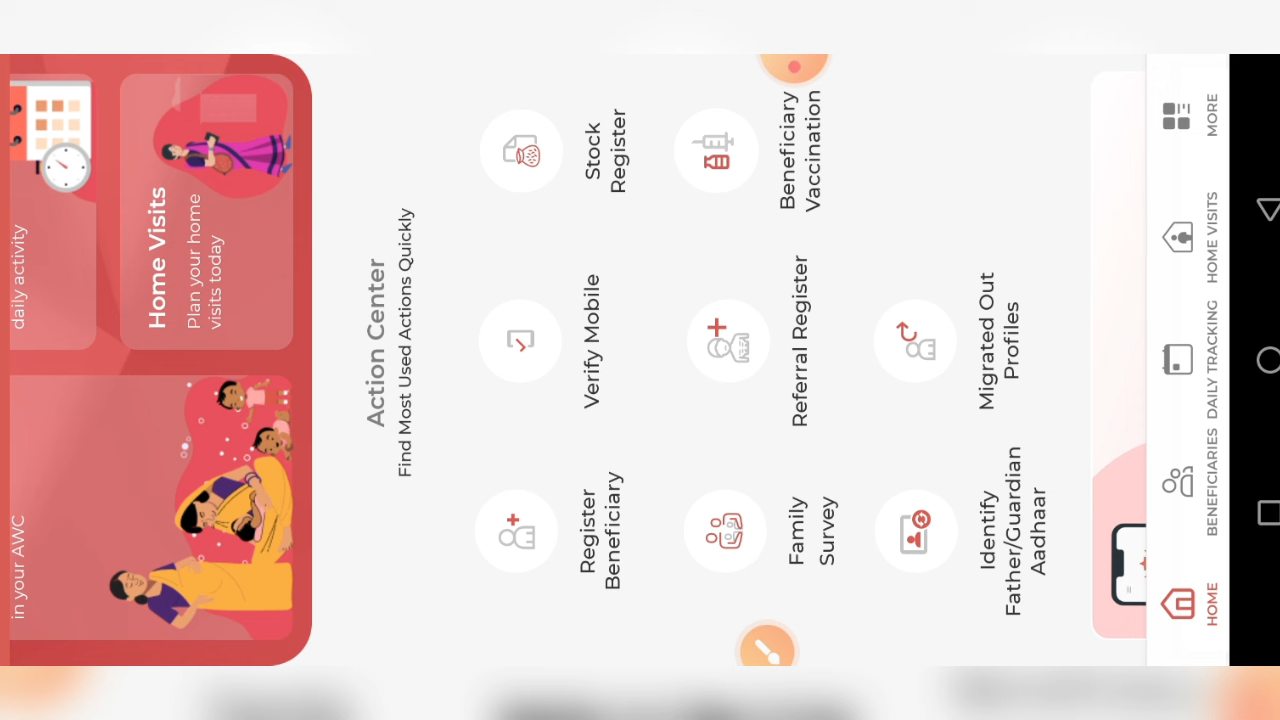 in your AWC
daily activity
Home Visits
Plan your home
visits today
Action Center
Find Most Used Actions Quickly
Register
Beneficiary
Verify Mobile
Stock
Register
Family
Survey
Referral Register
Beneficiary
Vaccination
Identify
Father/Guardian
Aadhaar
Migrated Out
Profiles
HOME
BENEFICIARIES
DAILY TRACKING
HOME VISITS
MORE